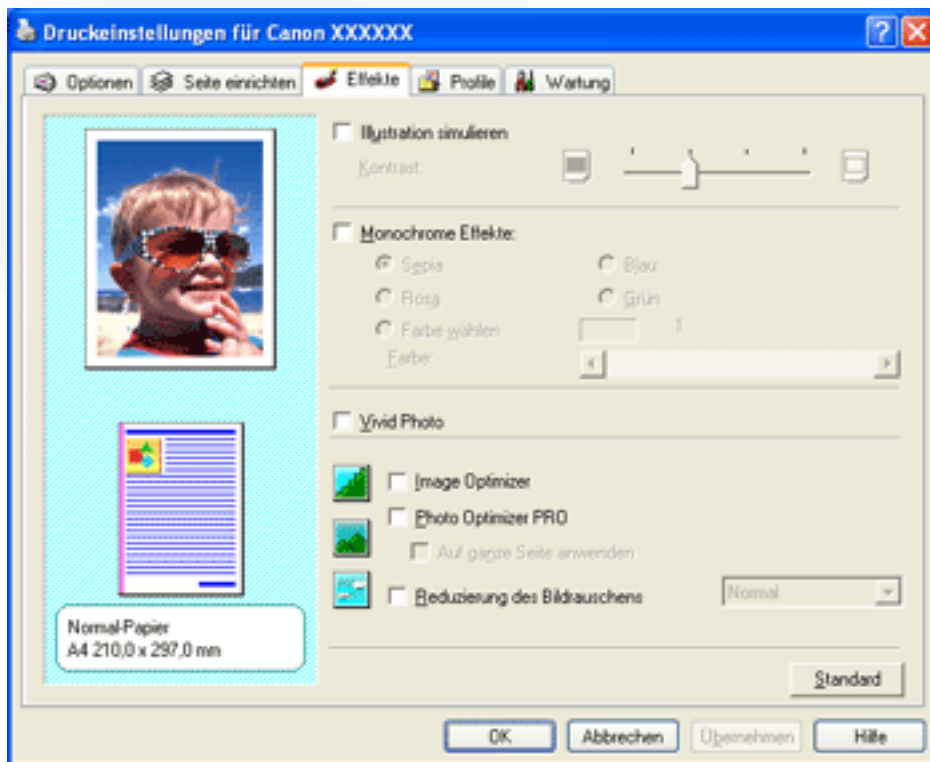 Druckeinstellungen für Canon XXXXXX
Optionen Seite einrichten Effekte Profile Wartung
Illustration simulieren
Kontrast:
Monochrome Effekte:
Sepia Blau
Rosa Grün
Farbe wählen 1
Farbe:
Vivid Photo
Image Optimizer
Photo Optimizer PRO
Auf ganze Seite anwenden
Reduzierung des Bildrauschens Normal
Normal-Papier
A4 210,0 x 297,0 mm
Standard
OK Abbrechen Übernehmen Hilfe